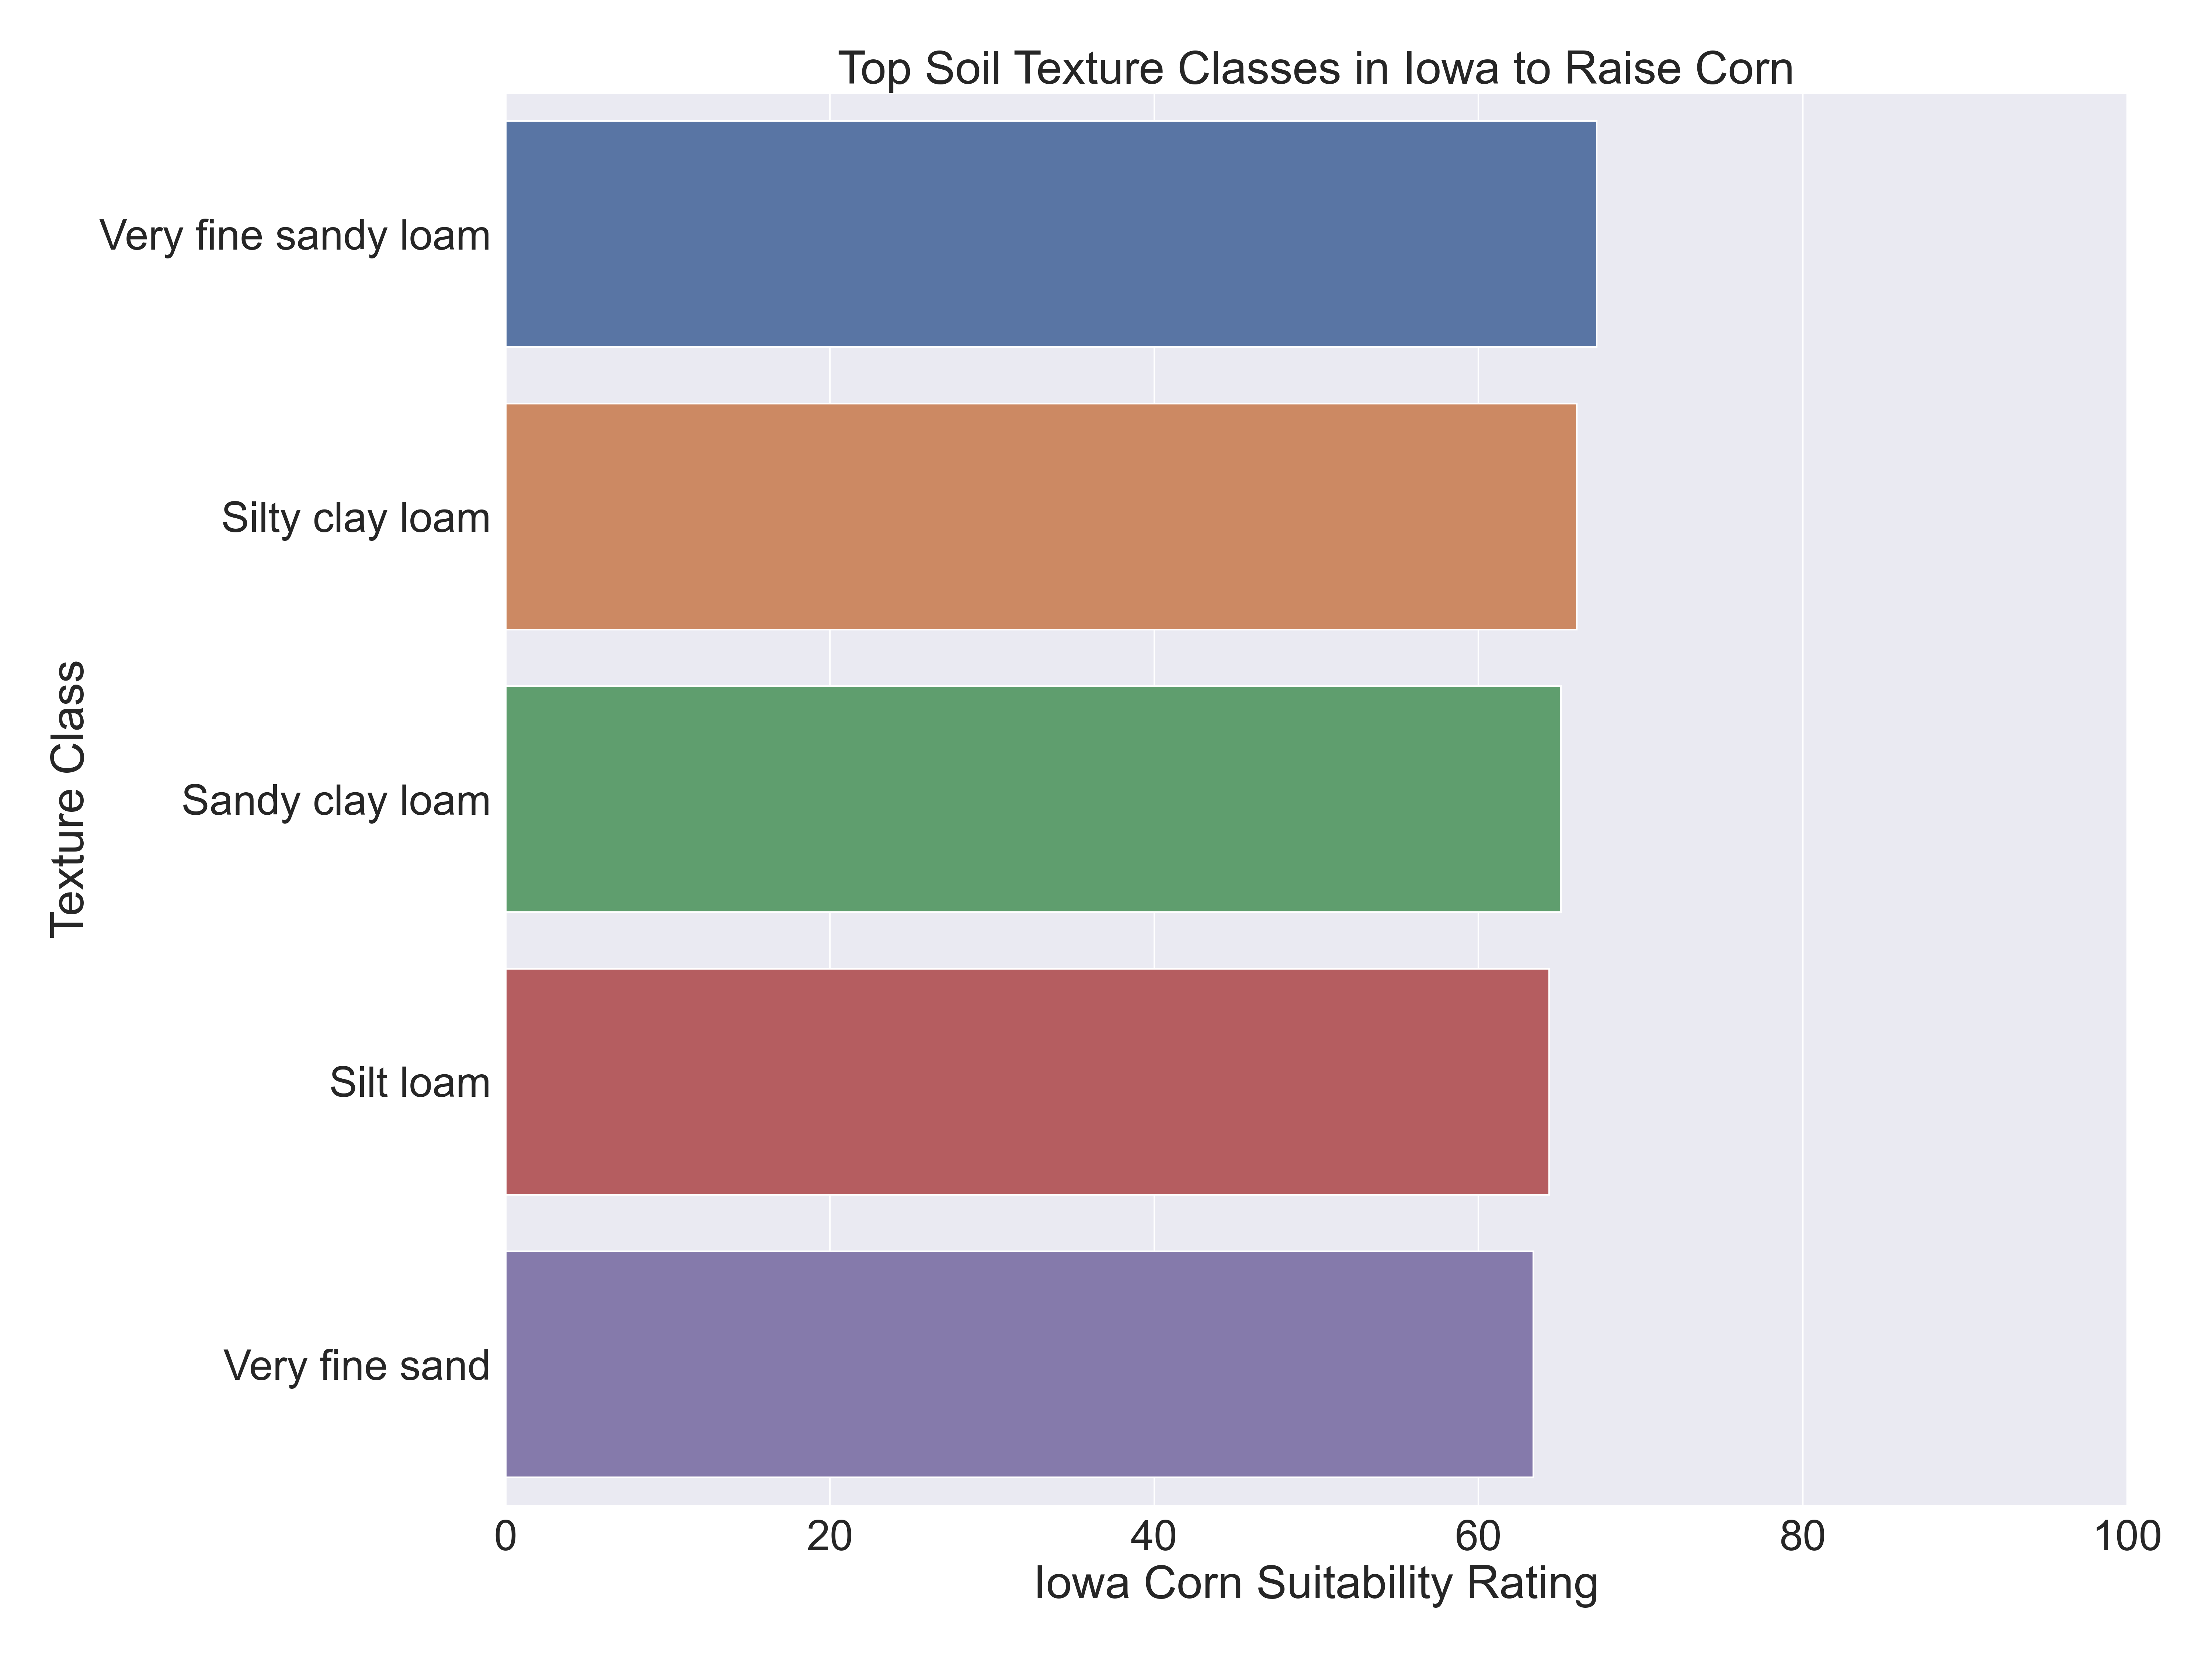 Top Soil Texture Classes in Iowa to Raise Corn
Very fine sandy loam
Silty clay loam
Sandy clay loam
Silt loam
Very fine sand
Texture Class
0 20 40 60 80 100
Iowa Corn Suitability Rating